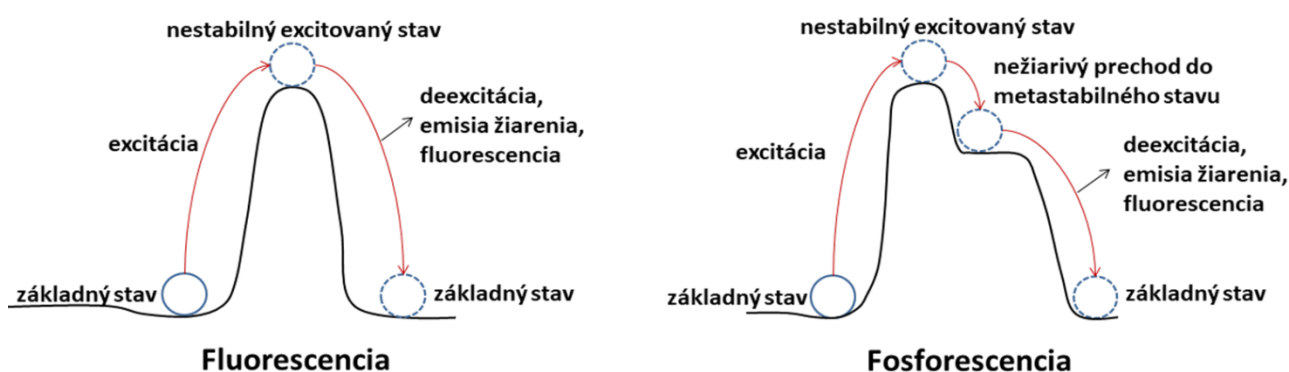 nestabilný excitovaný stav
excitácia
deexcitácia,
emisia žiarenia,
fluorescencia
základný stav
základný stav
Fluorescencia
nestabilný excitovaný stav
nežiarivý prechod do
metastabilného stavu
excitácia
deexcitácia,
emisia žiarenia,
fluorescencia
základný stav
základný stav
Fosforescencia